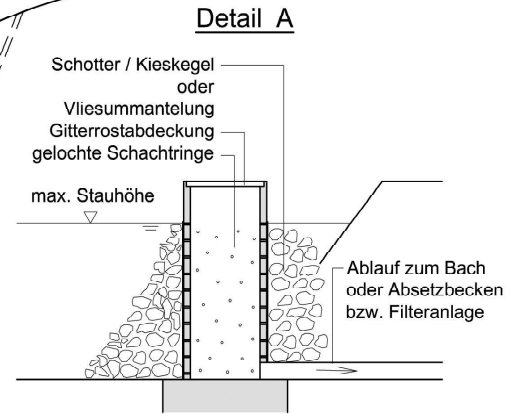 Detail A
Schotter / Kieskegel
oder
Vliesummantelung
Gitterrostabdeckung
gelochte Schachtringe
max. Stauhöhe
Ablauf zum Bach
oder Absetzbecken
bzw. Filteranlage